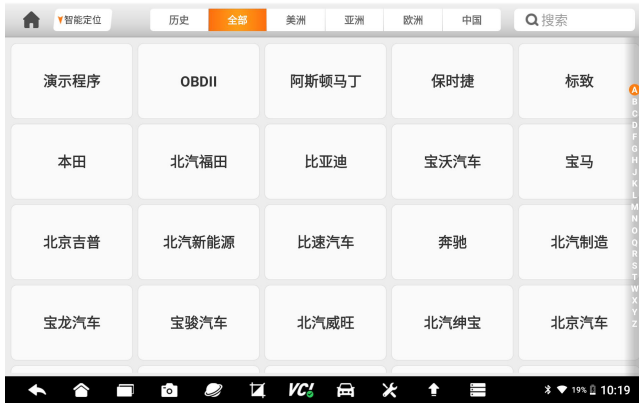 智能定位 历史 全部 美洲 亚洲 欧洲 中国 搜索
演示程序 OBDII 阿斯顿马丁 保时捷 标致
本田 北汽福田 比亚迪 宝沃汽车 宝马
北京吉普 北汽新能源 比速汽车 奔驰 北汽制造
宝龙汽车 宝骏汽车 北汽威旺 北汽绅宝 北京汽车
A
B
C
D
F
G
H
J
K
L
M
N
O
Q
R
S
T
W
X
Y
Z
VC! 19% 10:19